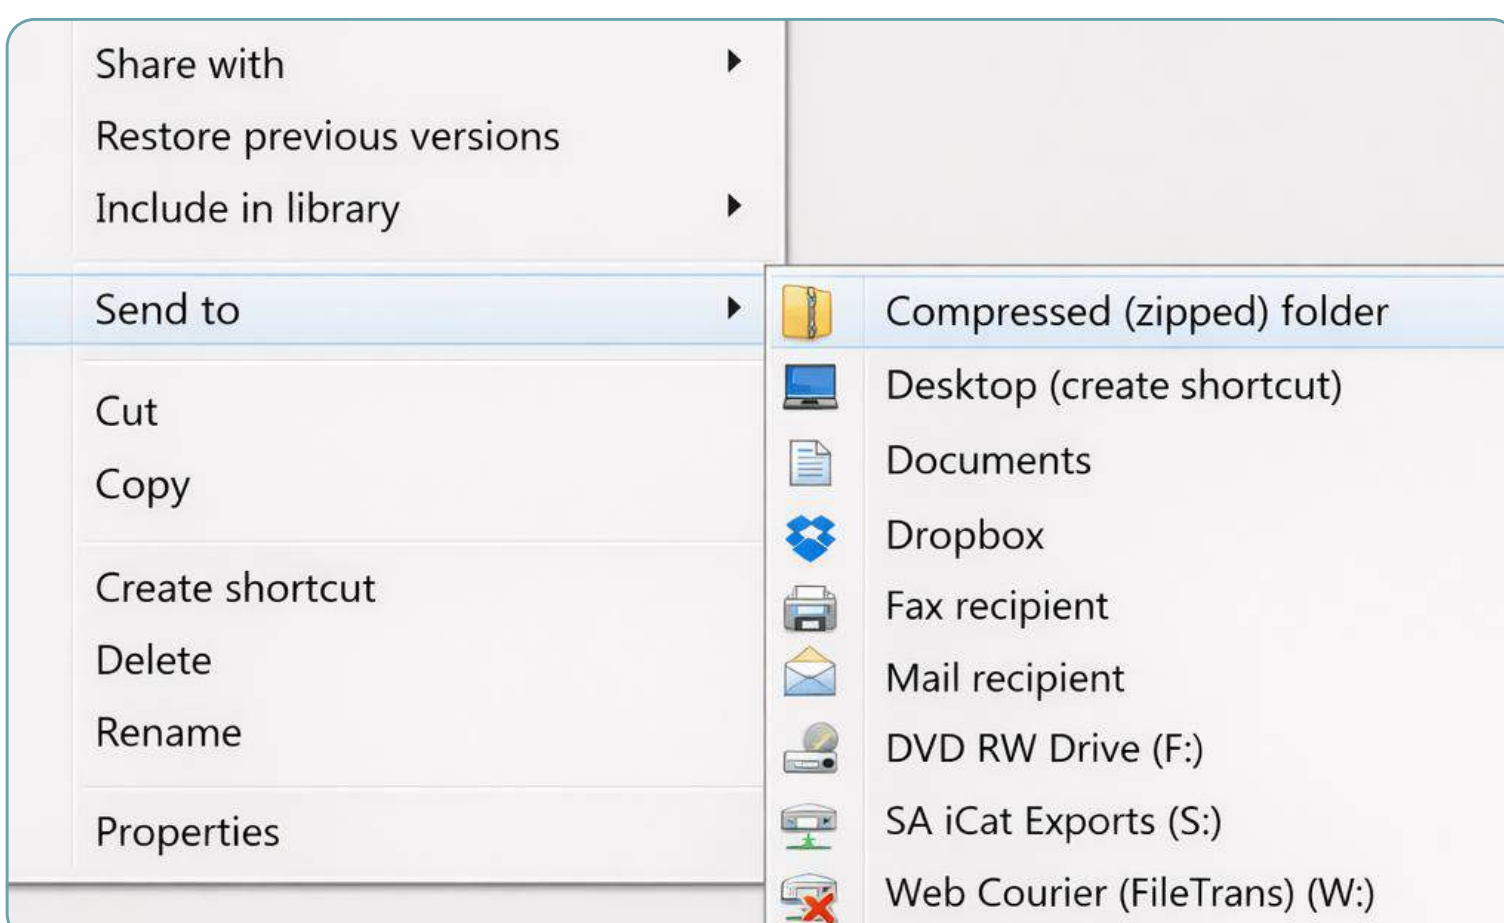 Share with
Restore previous versions
Include in library
Send to
Cut
Copy
Create shortcut
Delete
Rename
Properties
Compressed (zipped) folder
Desktop (create shortcut)
Documents
Dropbox
Fax recipient
Mail recipient
DVD RW Drive (F:)
SA iCat Exports (S:)
Web Courier (FileTrans) (W:)